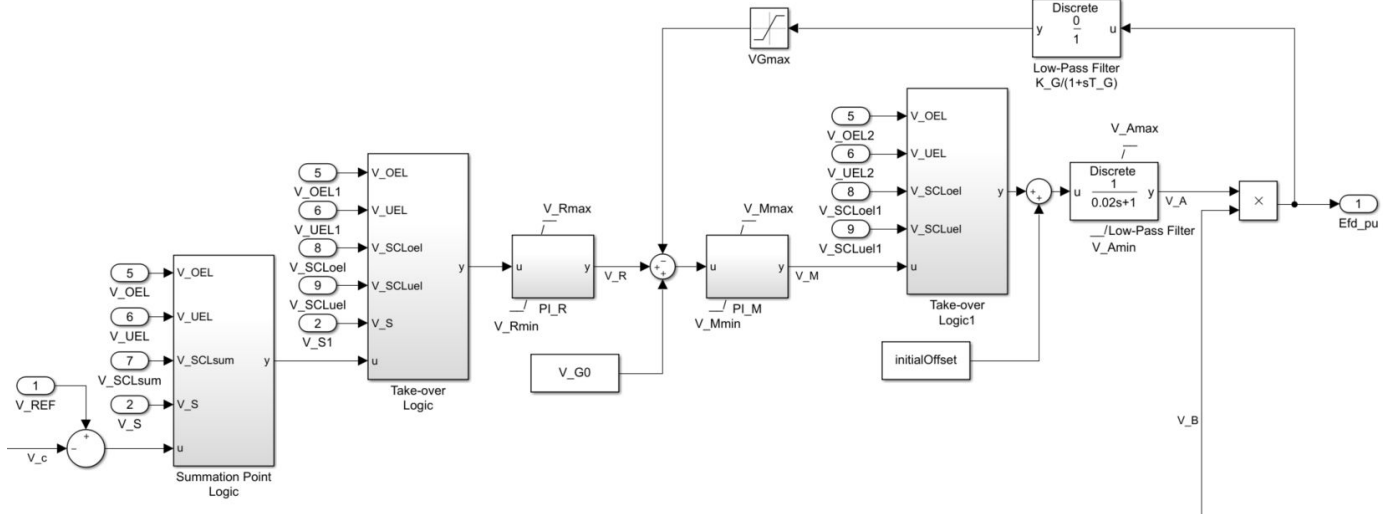 Discrete
0
1
y
u
Low-Pass Filter
K_G/(1+sT_G)
VGmax
5
V_OEL2
6
V_UEL2
8
V_SCLoel1
9
V_SCLuel1
V_OEL
V_UEL
V_SCLoel
V_SCLuel
u
y
Take-over
Logic1
initialOffset
+
+
V_Amax
Discrete
1
0.02s+1
u
y
Low-Pass Filter
V_Amin
V_A
×
1
Efd_pu
V_B
5
V_OEL1
6
V_UEL1
8
V_SCLoel
9
V_SCLuel
2
V_S1
V_OEL
V_UEL
V_SCLoel
V_SCLuel
V_S
u
y
Take-over
Logic
V_Rmax
u
y
PI_R
V_Rmin
V_R
−
+
+
V_G0
V_Mmax
u
y
PI_M
V_Mmin
V_M
5
V_OEL
6
V_UEL
7
V_SCLsum
2
V_S
V_OEL
V_UEL
V_SCLsum
V_S
u
y
Summation Point
Logic
1
V_REF
+
−
V_c